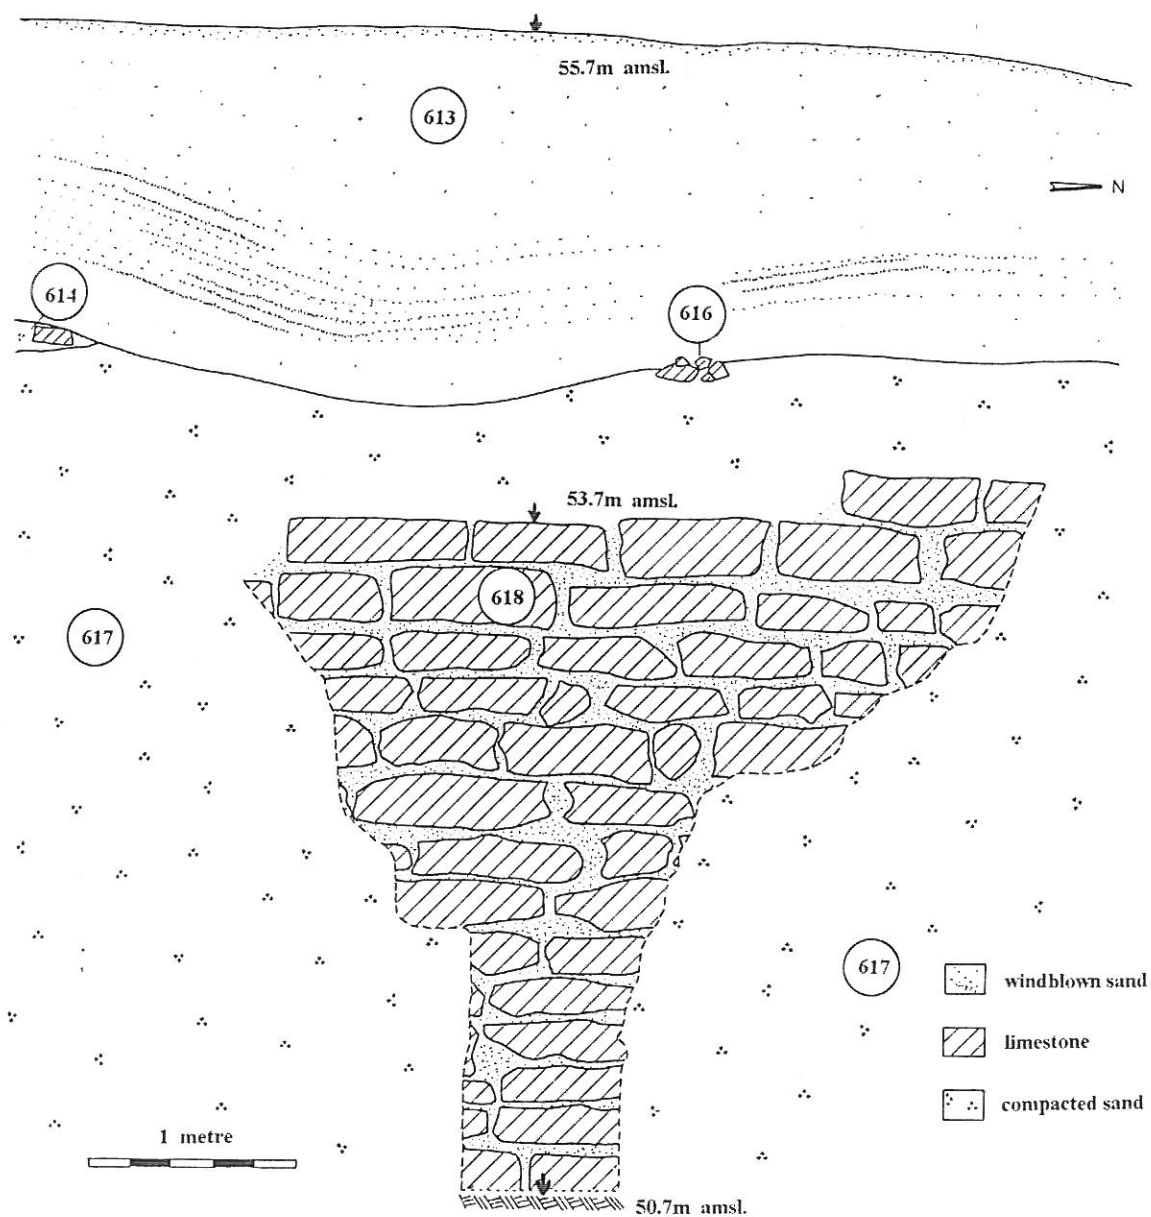 55.7m amsl.
613
N
614
616
53.7m amsl.
618
617
617
windblown sand
limestone
compacted sand
1 metre
50.7m amsl.